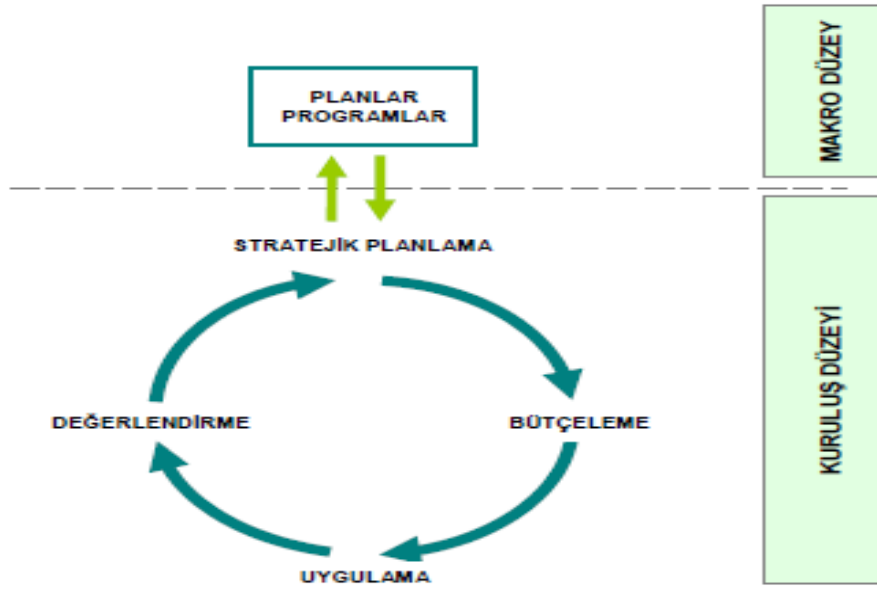 PLANLAR
PROGRAMLAR
MAKRO DÜZEY
STRATEJİK PLANLAMA
DEĞERLENDİRME
BÜTÇELEME
UYGULAMA
KURULUŞ DÜZEYİ